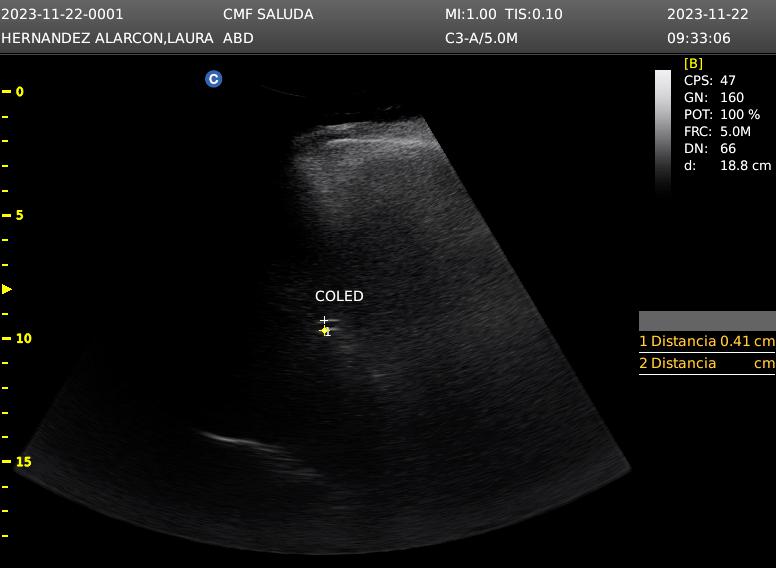 2023-11-22-0001 CMF SALUDA MI:1.00 TIS:0.10 2023-11-22
HERNANDEZ ALARCON,LAURA ABD C3-A/5.0M 09:33:06
C
[B]
CPS: 47
GN: 160
POT: 100 %
FRC: 5.0M
DN: 66
d: 18.8 cm
0
5
COLED
1
10
15
1 Distancia 0.41 cm
2 Distancia cm